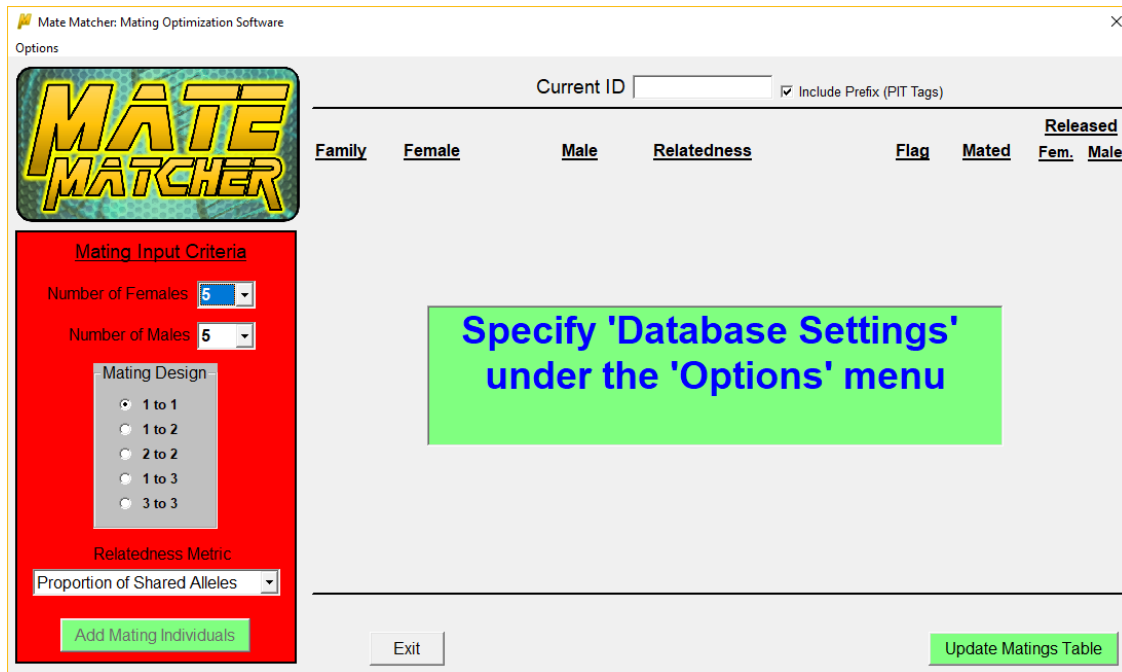 Mate Matcher: Mating Optimization Software
Options
MATE
MATCHER
Current ID
Include Prefix (PIT Tags)
Released
Family Female Male Relatedness Flag Mated Fem. Male
Mating Input Criteria
Number of Females 5
Number of Males 5
Mating Design
1 to 1
1 to 2
2 to 2
1 to 3
3 to 3
Relatedness Metric
Proportion of Shared Alleles
Add Mating Individuals
Specify 'Database Settings'
under the 'Options' menu
Exit
Update Matings Table